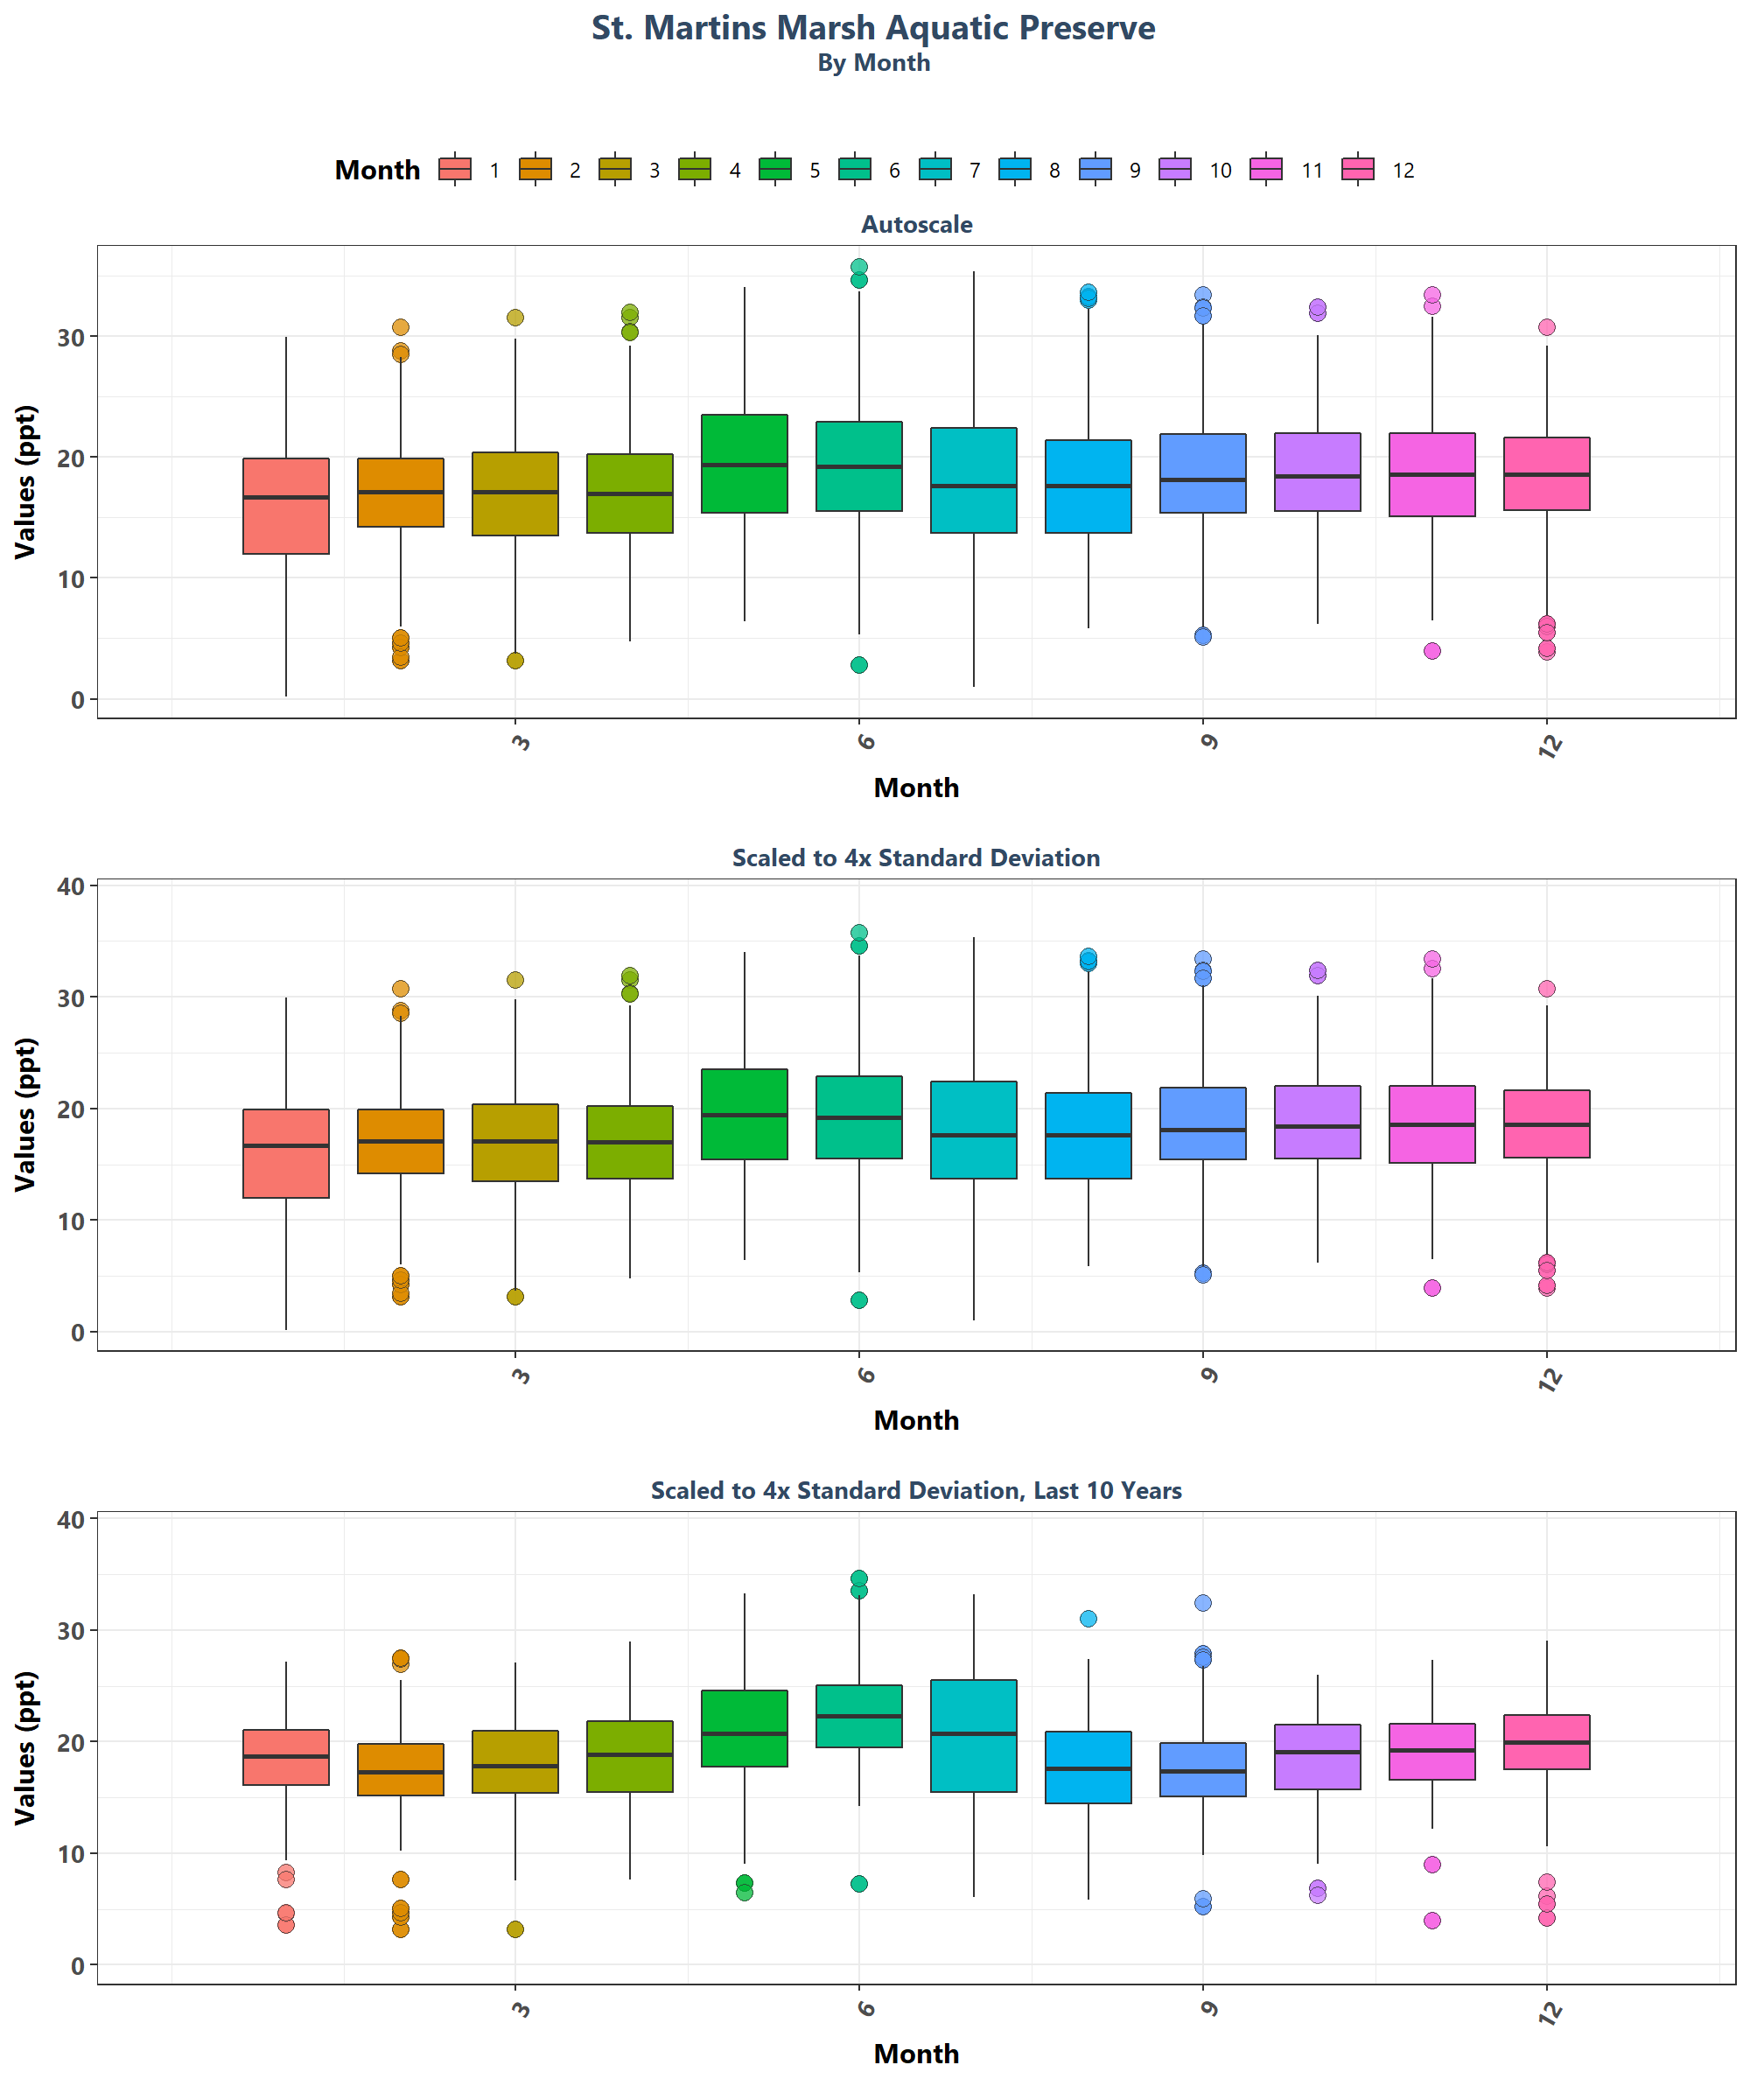 St. Martins Marsh Aquatic Preserve
By Month
Month 1 2 3 4 5 6 7 8 9 10 11 12
Autoscale
Values (ppt)
30
20
10
0
3 6 9 12
Month
Scaled to 4x Standard Deviation
Values (ppt)
40
30
20
10
0
3 6 9 12
Month
Scaled to 4x Standard Deviation, Last 10 Years
Values (ppt)
40
30
20
10
0
3 6 9 12
Month